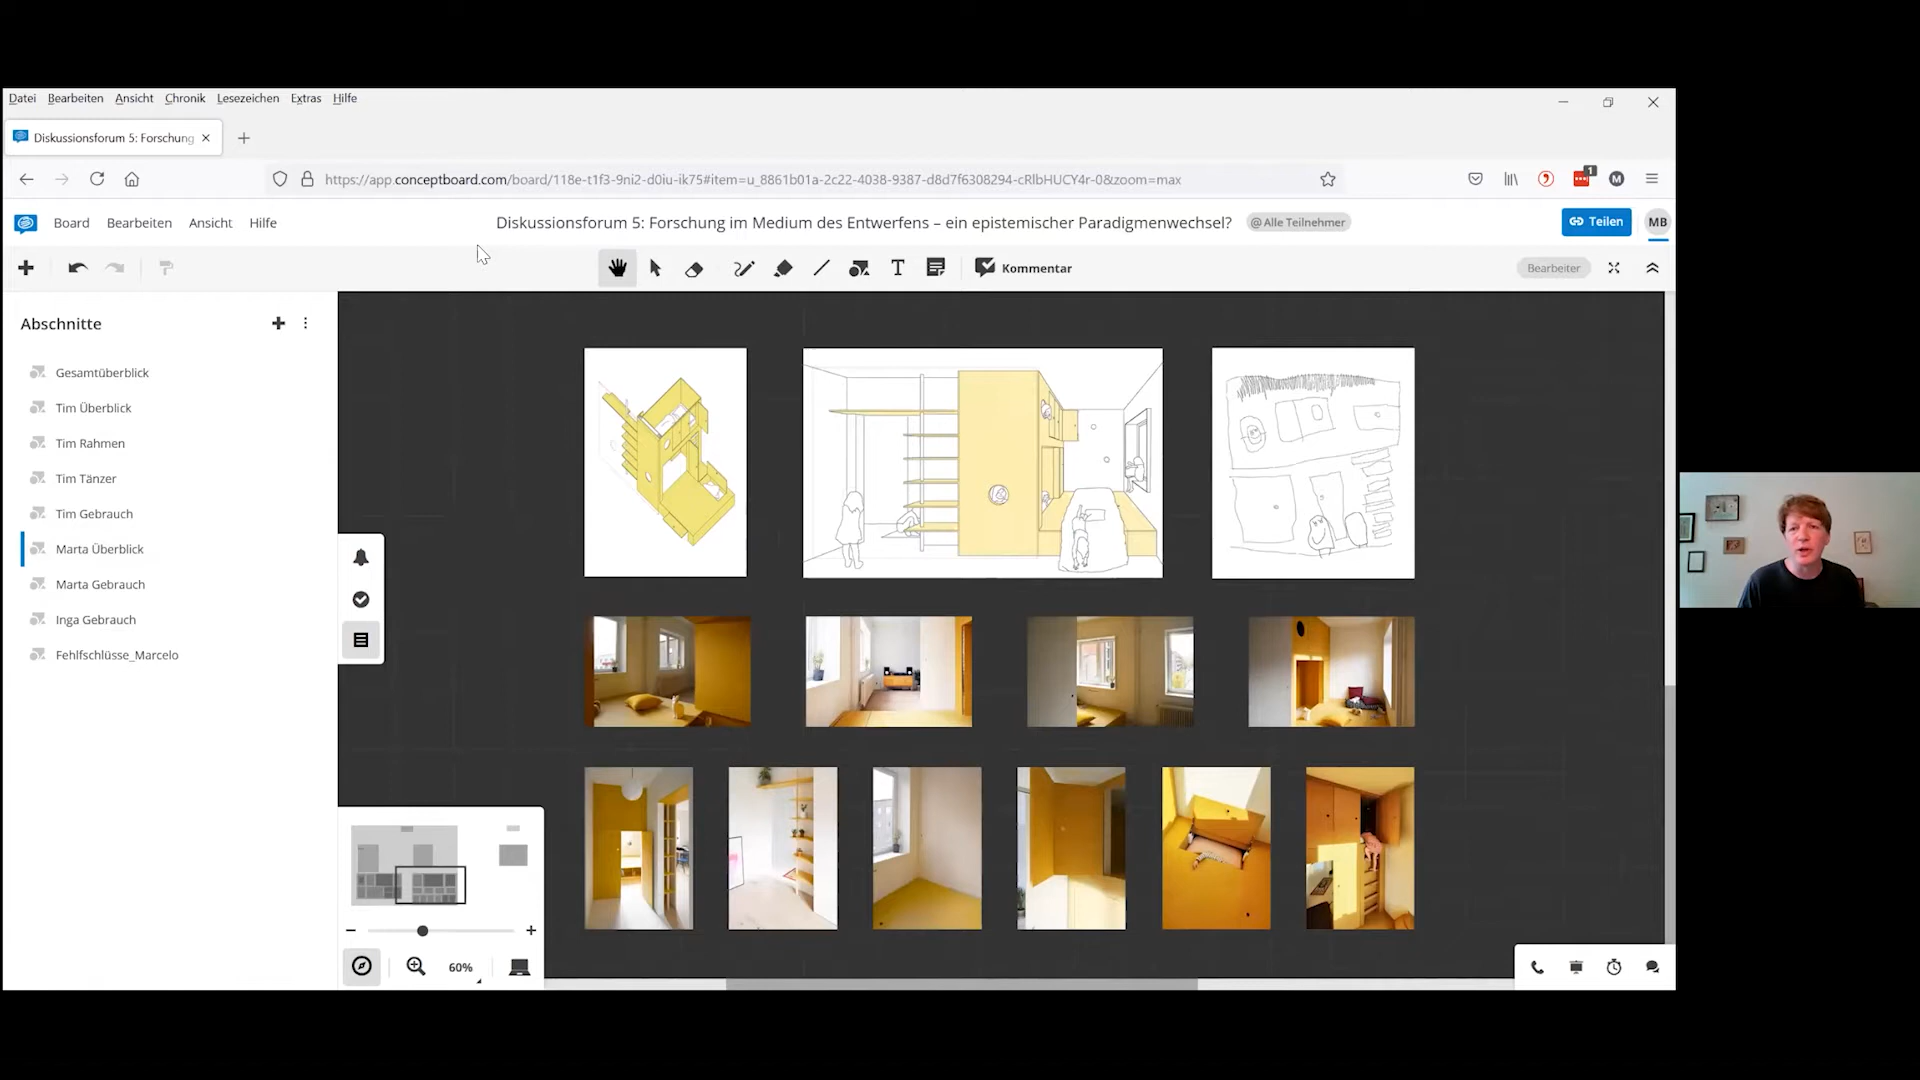 Datei Bearbeiten Ansicht Chronik Lesezeichen Extras Hilfe
Diskussionsforum 5: Forschung
https://app.conceptboard.com/board/118e-t1f3-9ni2-d0iu-ik75#item=u_8861b01a-2c22-4038-9387-d8d7f6308294-cRlbHUCY4r-0&zoom=max
1
M
Board Bearbeiten Ansicht Hilfe
Diskussionsforum 5: Forschung im Medium des Entwerfens – ein epistemischer Paradigmenwechsel?
@Alle Teilnehmer
Teilen
MB
T
Kommentar
Bearbeiter
Abschnitte
Gesamtüberblick
Tim Überblick
Tim Rahmen
Tim Tänzer
Tim Gebrauch
Marta Überblick
Marta Gebrauch
Inga Gebrauch
Fehlfschlüsse_Marcelo
60%